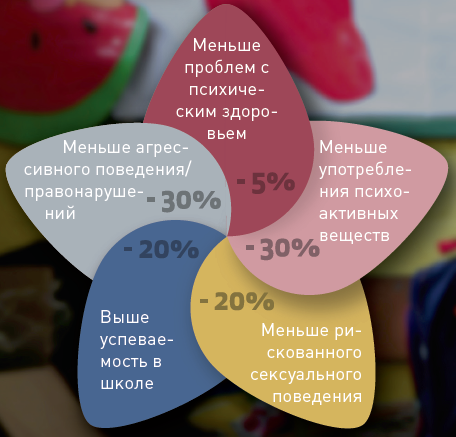 Меньше
проблем с
психиче-
ским здоро-
вьем
- 5%
Меньше
употребле-
ния психо-
активных
веществ
- 30%
Меньше ри-
скованного
сексуального
поведения
- 20%
Выше
успевае-
мость в
школе
- 20%
Меньше агрес-
сивного поведения/
правонаруше-
ний
- 30%